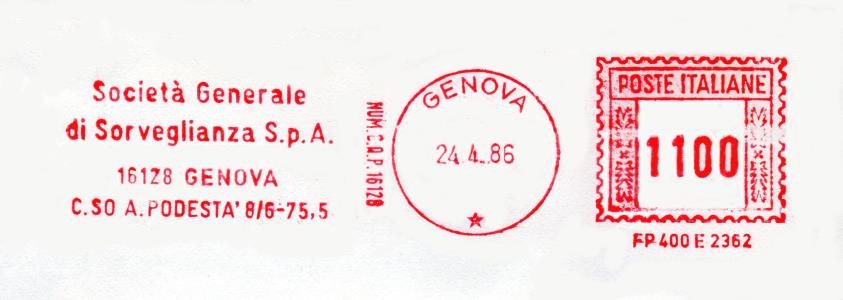 Società Generale
di Sorveglianza S.p.A.
16128 GENOVA
C.SO A. PODESTA' 8/6-75,5
NUM. C.A.P. 16128
GENOVA
24.4.86
POSTE ITALIANE
1100
FP 400 E 2362